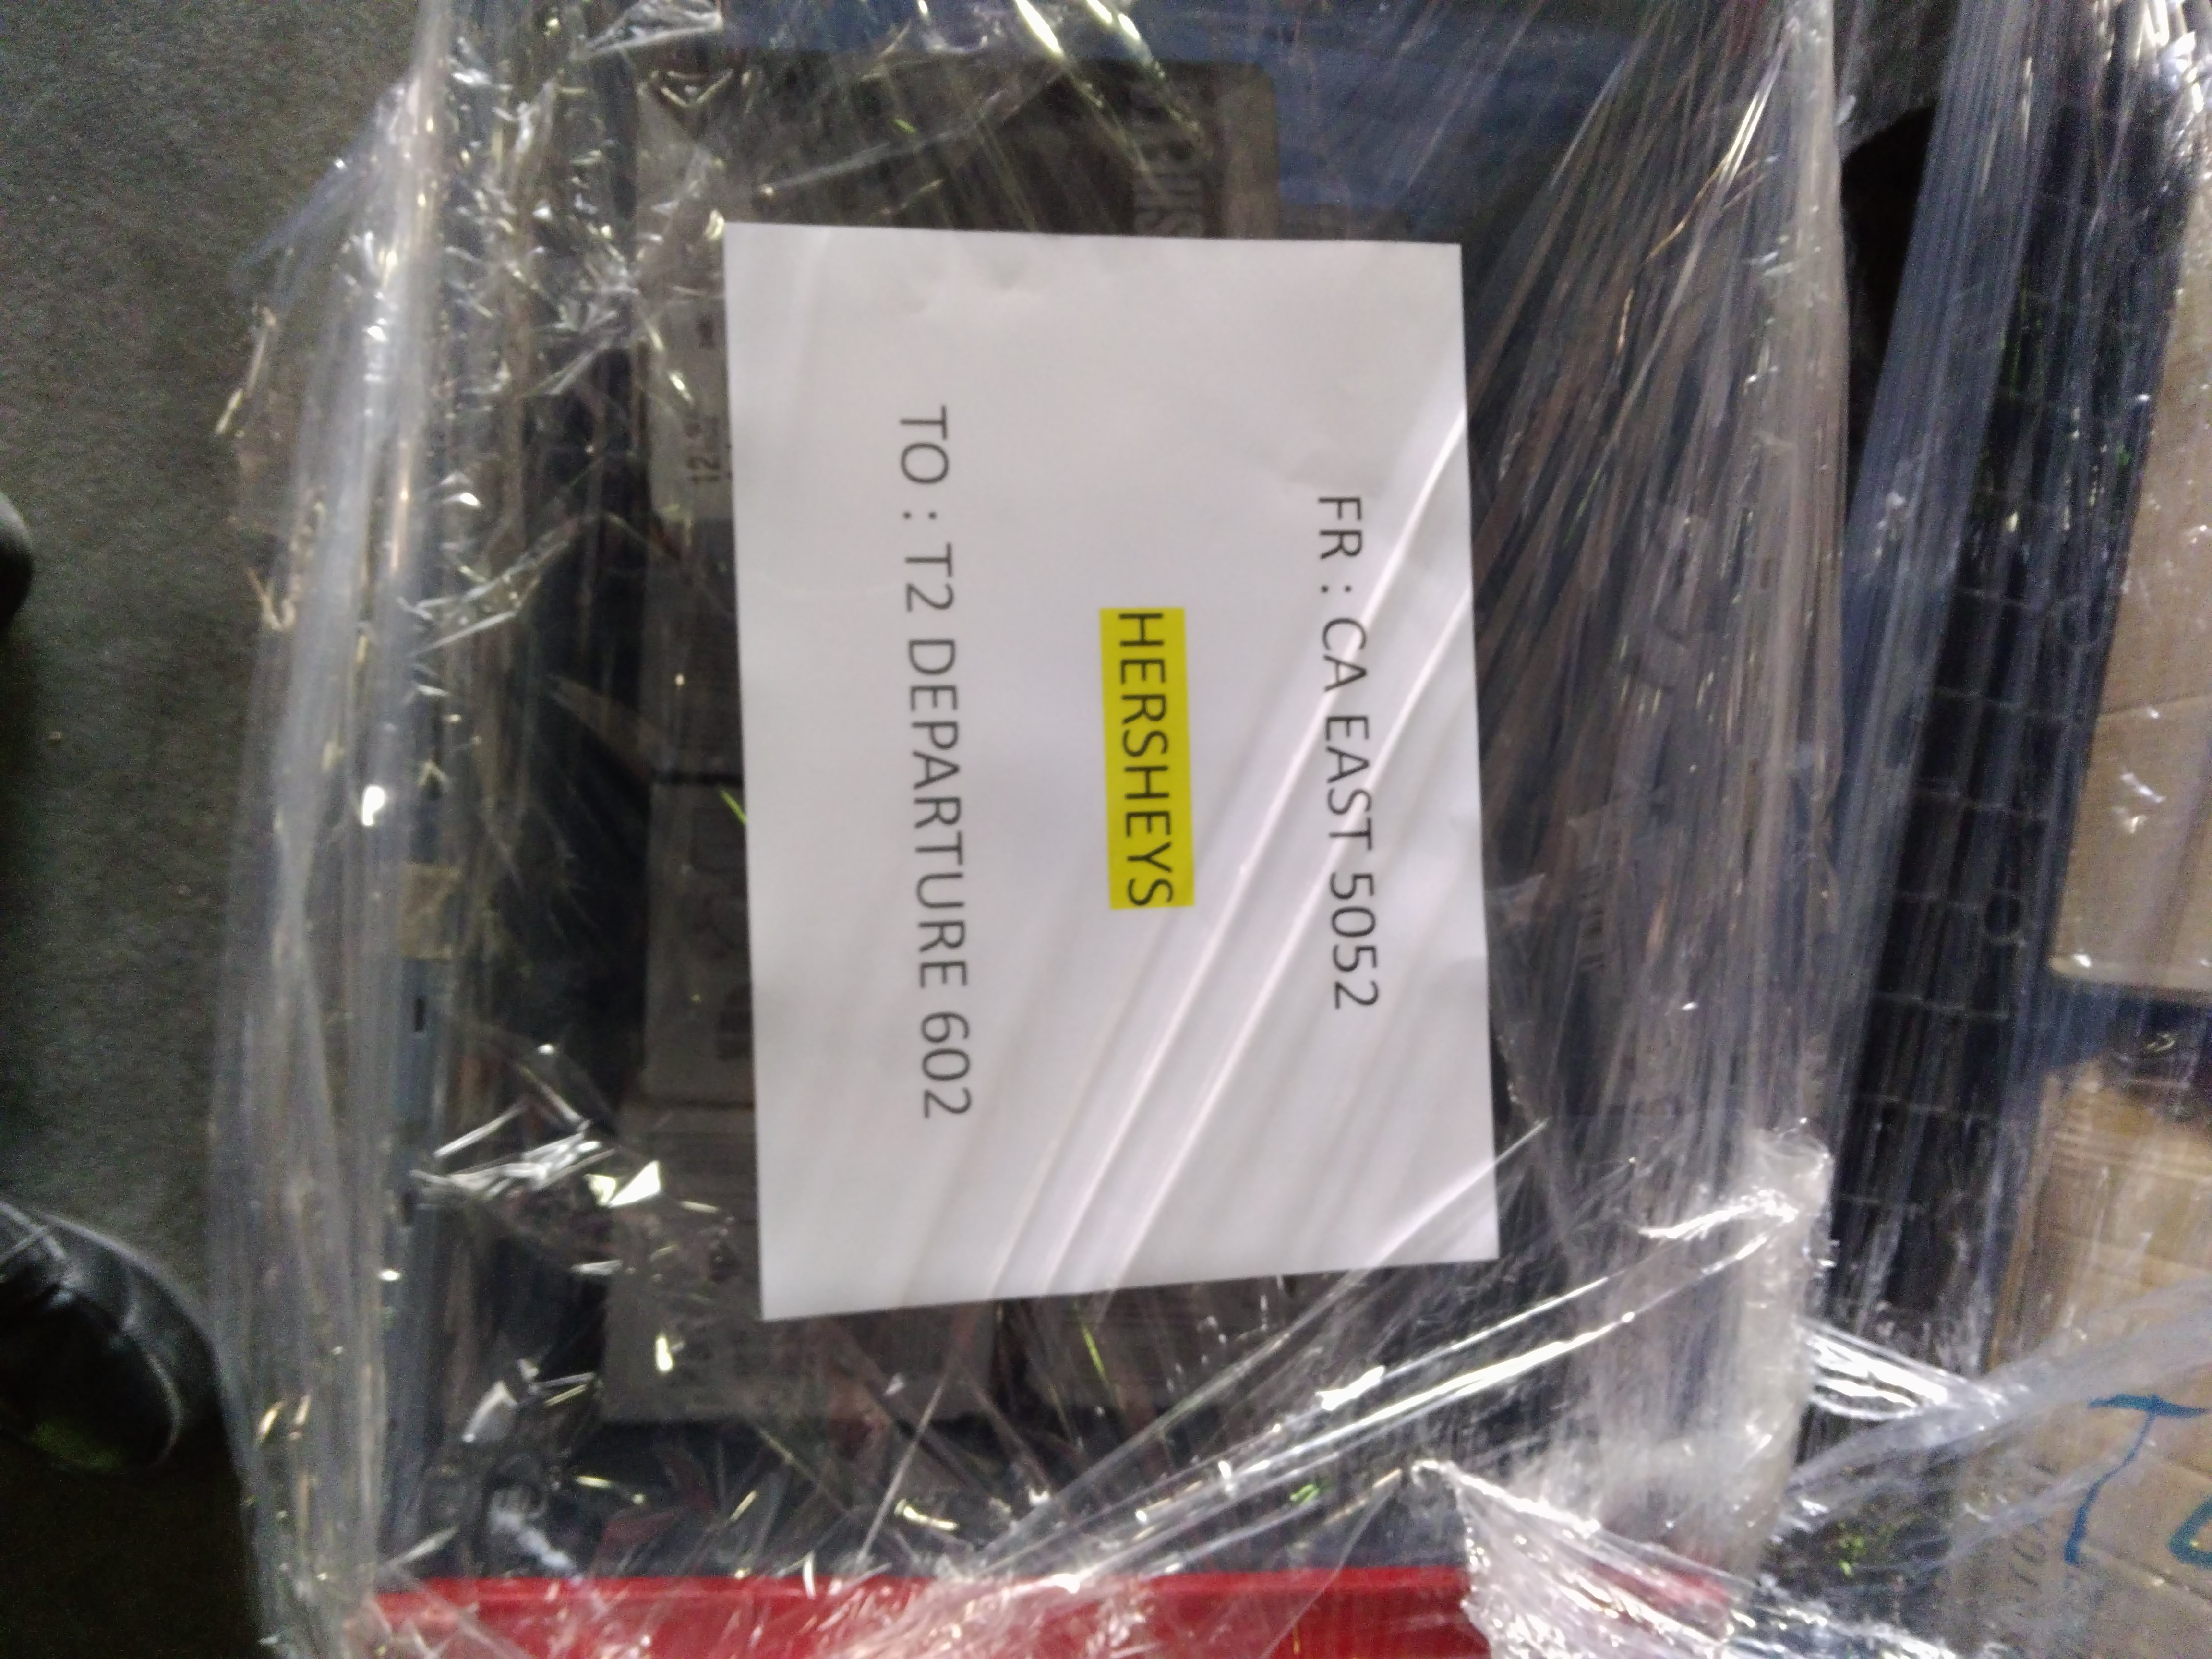 FR : CA EAST 5052
HERSHEYS
TO : T2 DEPARTURE 602